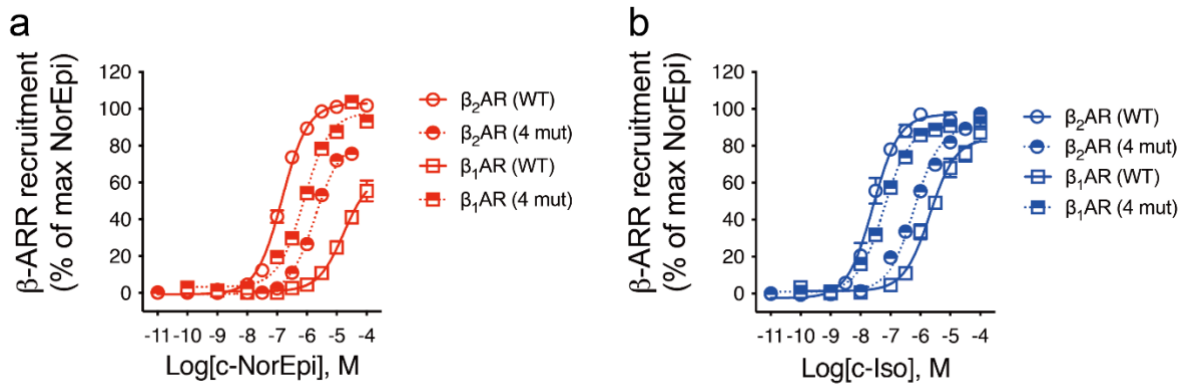 a
β-ARR recruitment
(% of max NorEpi)
120
100
80
60
40
20
0
-11 -10 -9 -8 -7 -6 -5 -4
Log[c-NorEpi], M
β₂AR (WT)
β₂AR (4 mut)
β₁AR (WT)
β₁AR (4 mut)
b
β-ARR recruitment
(% of max NorEpi)
120
100
80
60
40
20
0
-11 -10 -9 -8 -7 -6 -5 -4
Log[c-Iso], M
β₂AR (WT)
β₂AR (4 mut)
β₁AR (WT)
β₁AR (4 mut)